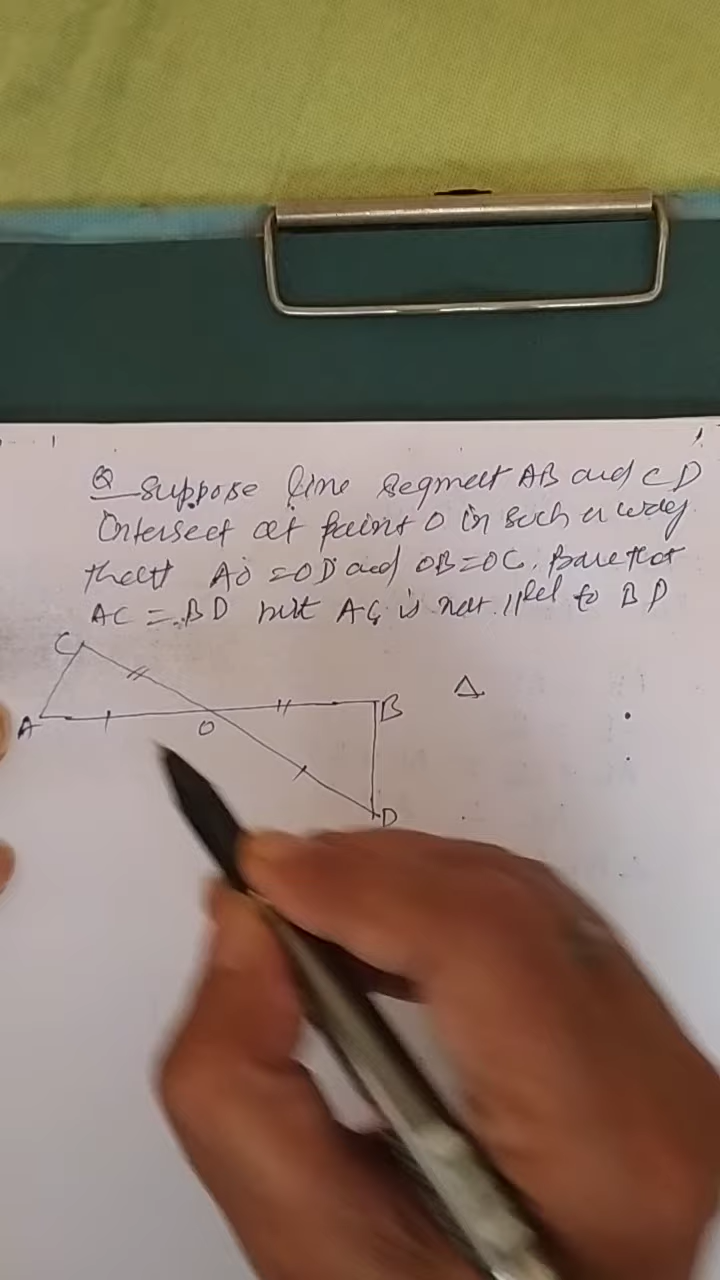 Q Suppose line segment AB and CD
Intersect at point O in such a way
that AO = OD and OB = OC. Prove that
AC = BD but AC is not ||lel to BD
C
A
O
B
D
Δ